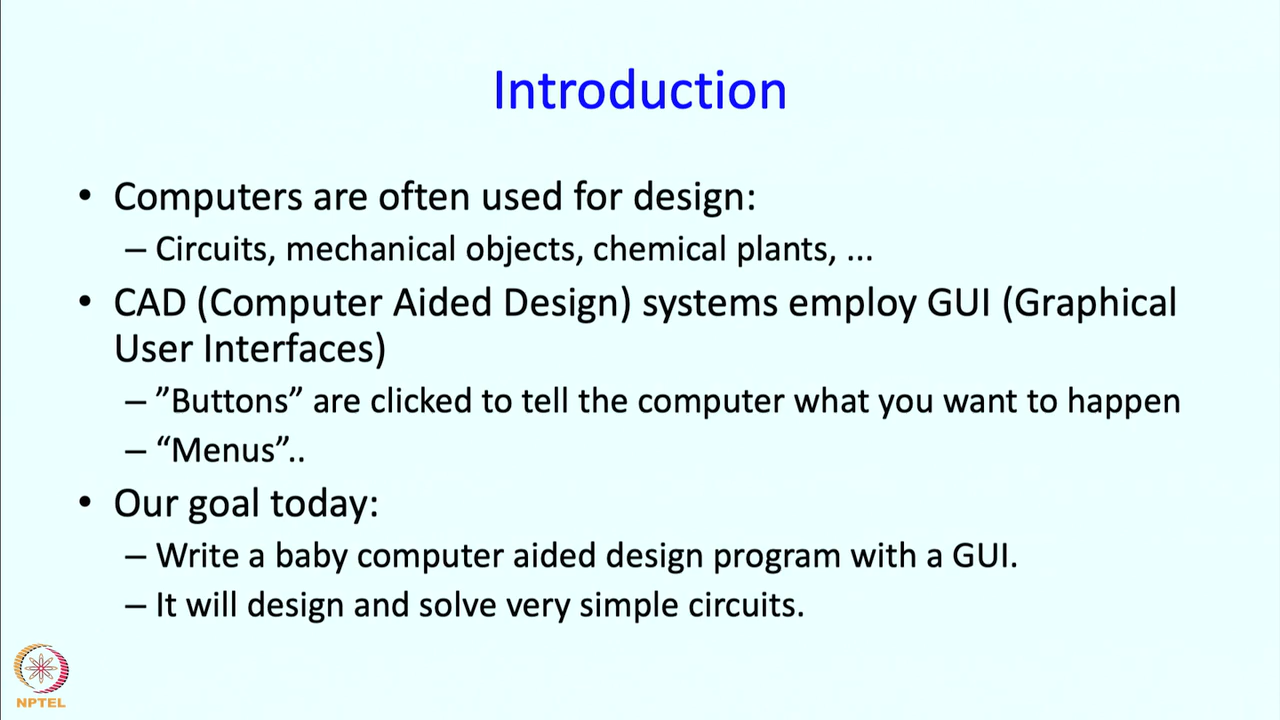 Introduction
• Computers are often used for design:
– Circuits, mechanical objects, chemical plants, ...
• CAD (Computer Aided Design) systems employ GUI (Graphical
User Interfaces)
– ”Buttons” are clicked to tell the computer what you want to happen
– “Menus”..
• Our goal today:
– Write a baby computer aided design program with a GUI.
– It will design and solve very simple circuits.
NPTEL